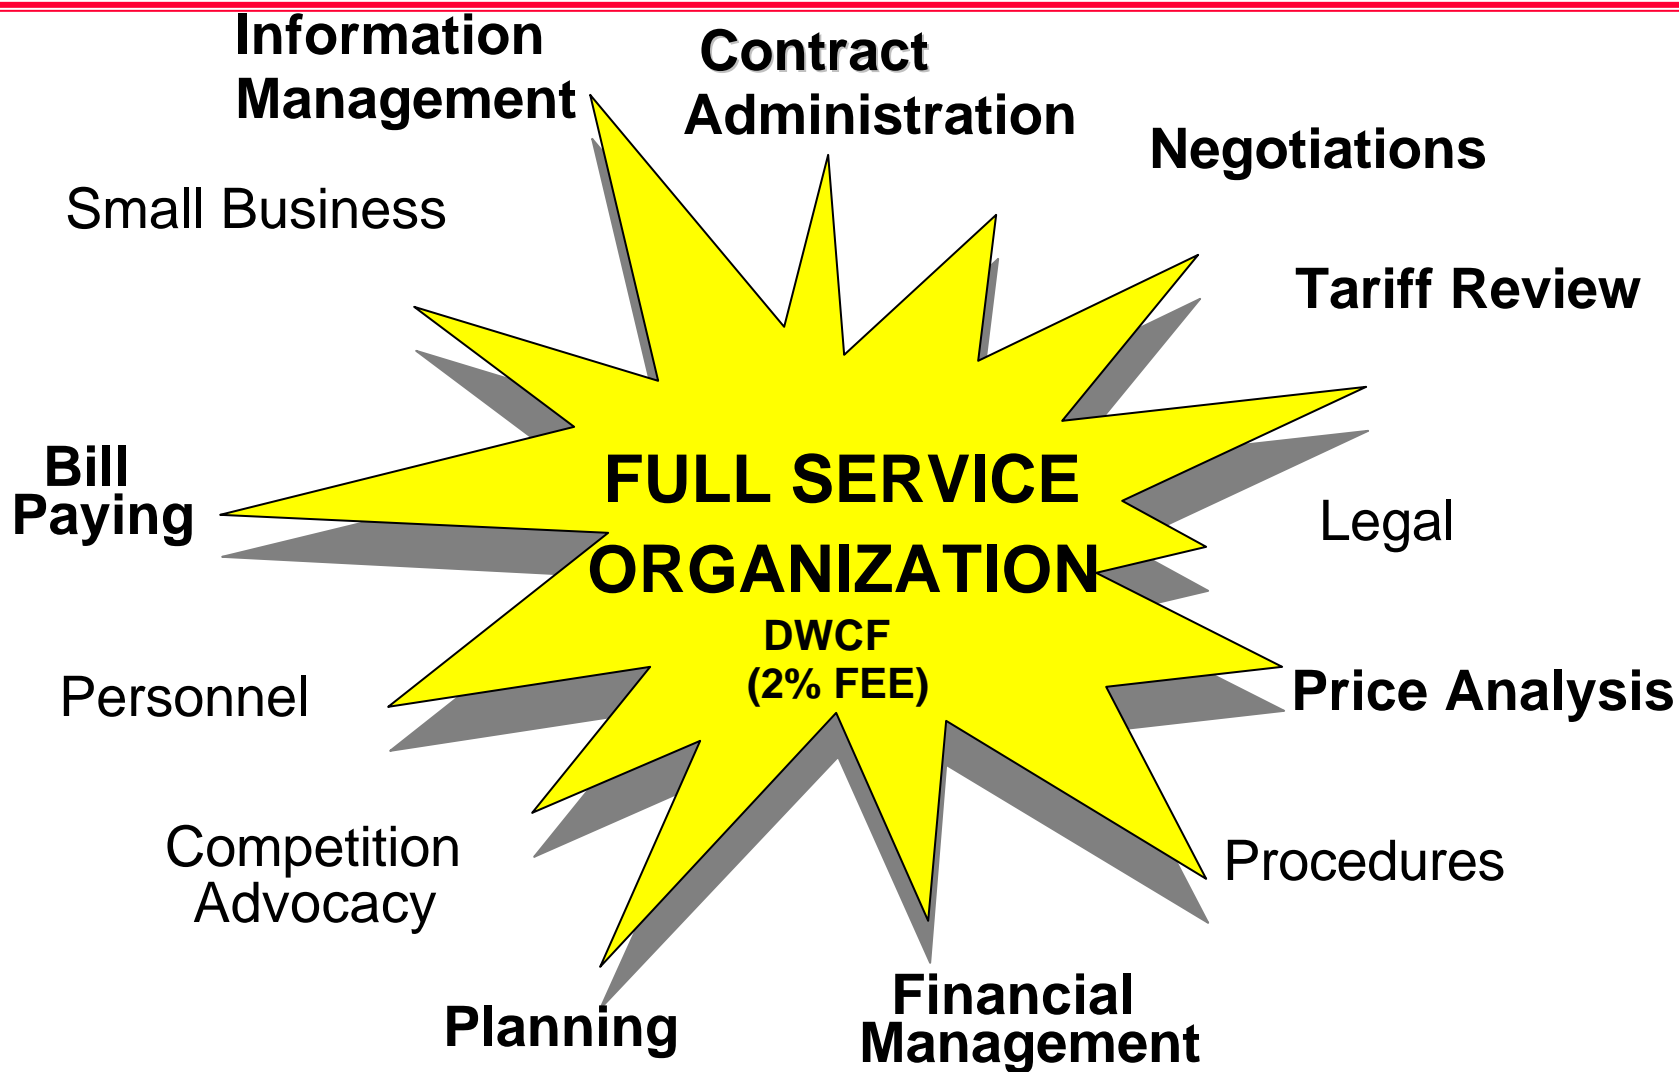 Information
Management
Contract
Administration
Negotiations
Small Business
Tariff Review
Bill
Paying
FULL SERVICE
ORGANIZATION
DWCF
(2% FEE)
Legal
Personnel
Price Analysis
Competition
Advocacy
Procedures
Planning
Financial
Management